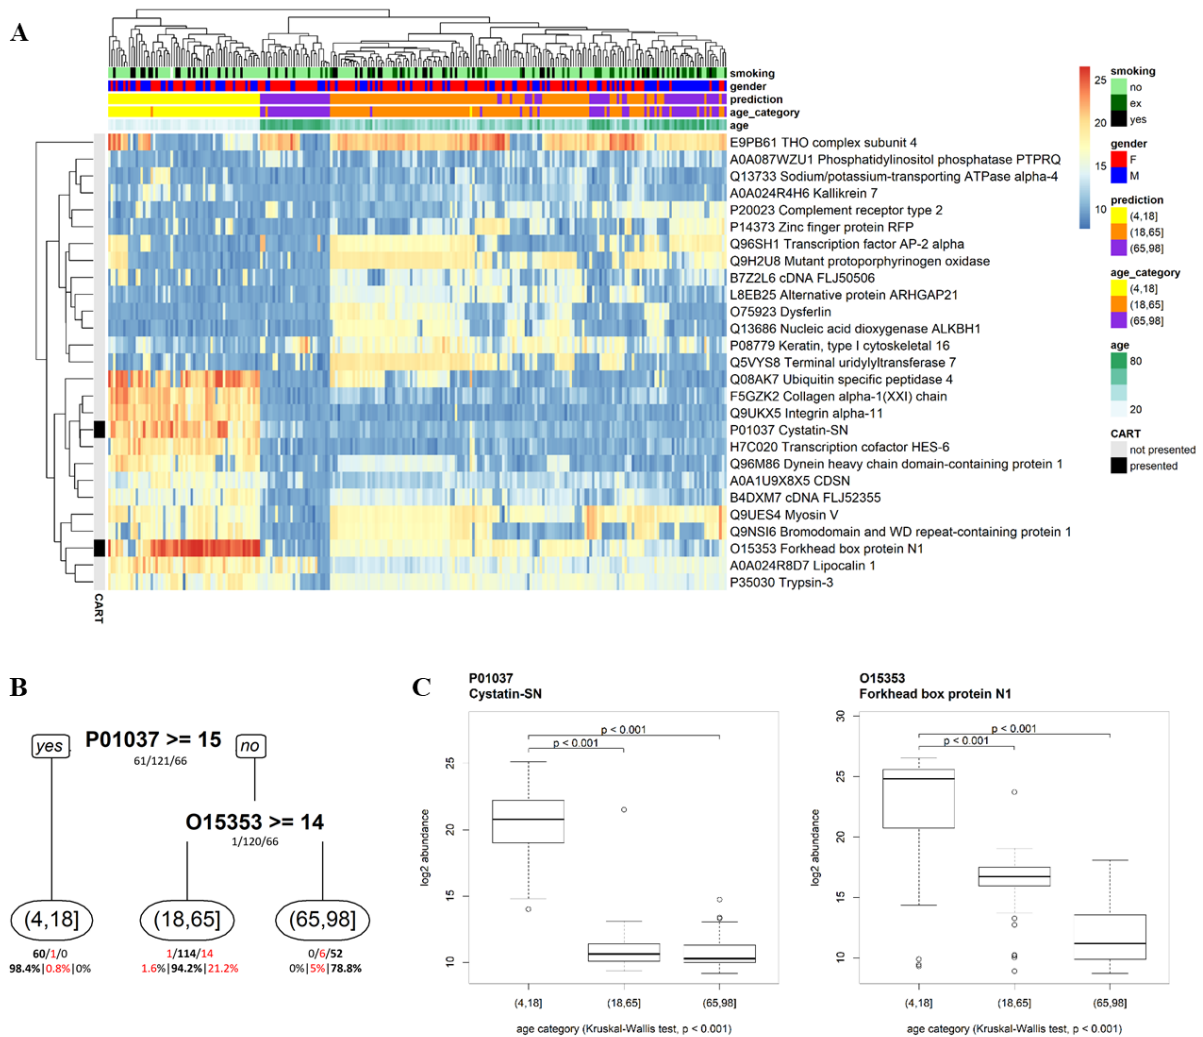 A
smoking
gender
prediction
age_category
age
E9PB61 THO complex subunit 4
A0A087WZU1 Phosphatidylinositol phosphatase PTPRQ
Q13733 Sodium/potassium-transporting ATPase alpha-4
A0A024R4H6 Kallikrein 7
P20023 Complement receptor type 2
P14373 Zinc finger protein RFP
Q96SH1 Transcription factor AP-2 alpha
Q9H2U8 Mutant protoporphyrinogen oxidase
B7Z2L6 cDNA FLJ50506
L8EB25 Alternative protein ARHGAP21
O75923 Dysferlin
Q13686 Nucleic acid dioxygenase ALKBH1
P08779 Keratin, type I cytoskeletal 16
Q5VYS8 Terminal uridylyltransferase 7
Q08AK7 Ubiquitin specific peptidase 4
F5GZK2 Collagen alpha-1(XXI) chain
Q9UKX5 Integrin alpha-11
P01037 Cystatin-SN
H7C020 Transcription cofactor HES-6
Q96M86 Dynein heavy chain domain-containing protein 1
A0A1U9X8X5 CDSN
B4DXM7 cDNA FLJ52355
Q9UES4 Myosin V
Q9NSI6 Bromodomain and WD repeat-containing protein 1
O15353 Forkhead box protein N1
A0A024R8D7 Lipocalin 1
P35030 Trypsin-3
CART
25
20
15
10
smoking
no
ex
yes
gender
F
M
prediction
(4,18]
(18,65]
(65,98]
age_category
(4,18]
(18,65]
(65,98]
age
80
20
CART
not presented
presented
B
yes P01037 >= 15 no
61/121/66
O15353 >= 14
1/120/66
(4,18] (18,65] (65,98]
60/1/0 1/114/14 0/6/52
98.4%|0.8%|0% 1.6%|94.2%|21.2% 0%|5%|78.8%
C
P01037
Cystatin-SN
p < 0.001
p < 0.001
25
20
15
10
log2 abundance
(4,18] (18,65] (65,98]
age category (Kruskal-Wallis test, p < 0.001)
O15353
Forkhead box protein N1
p < 0.001
p < 0.001
30
25
20
15
10
log2 abundance
(4,18] (18,65] (65,98]
age category (Kruskal-Wallis test, p < 0.001)